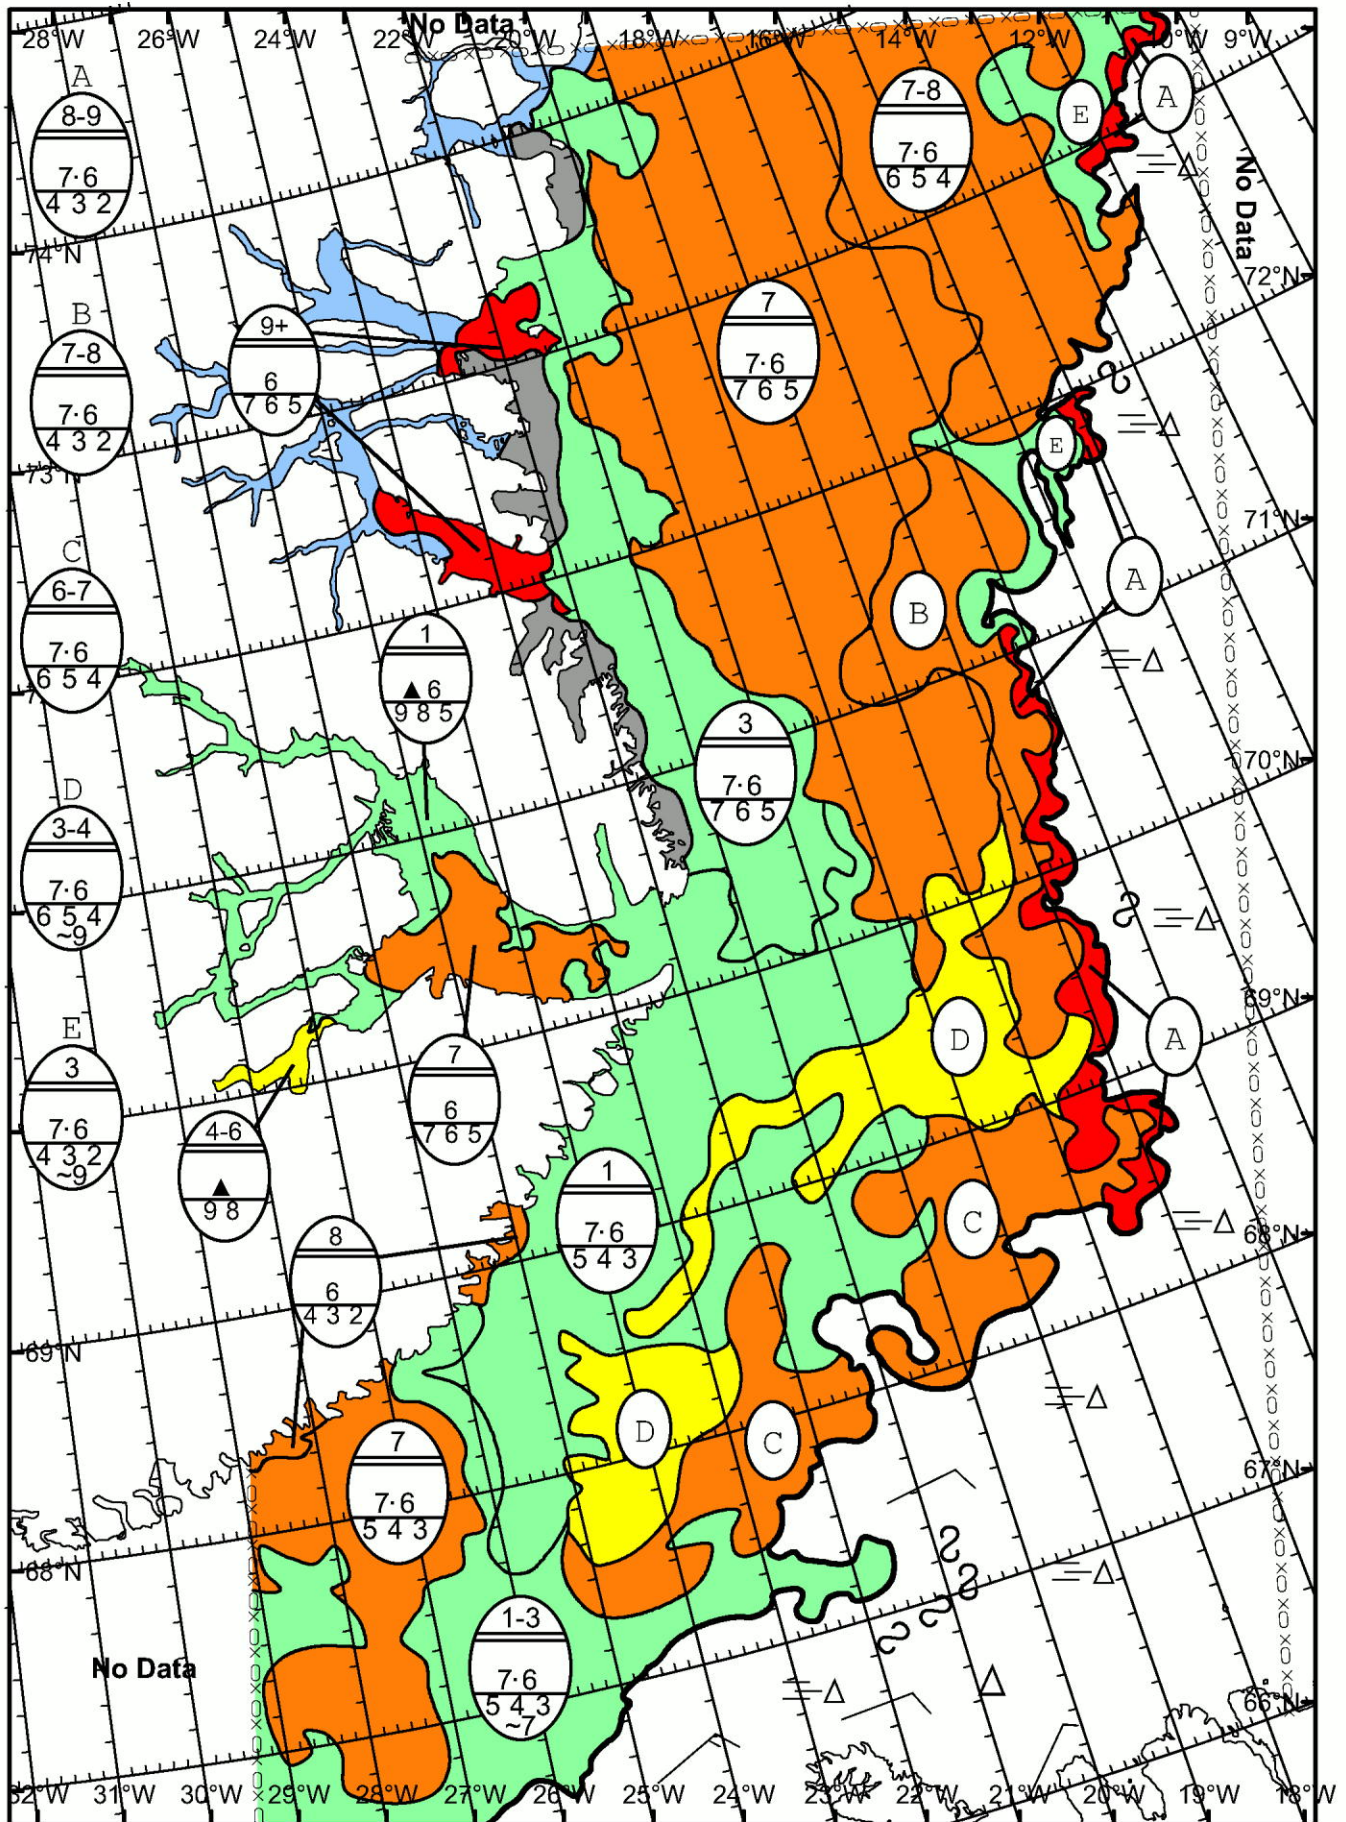 No Data
28°W 26°W 24°W 22° 20°W 18°W 16°W 14°W 12°W 10°W 9°W
A
8-9
7·6
4 3 2
7-8
7·6
6 5 4
E
A
No Data
74°N
72°N
B
7-8
7·6
4 3 2
9+
6
7 6 5
7
7·6
7 6 5
E
73°N
71°N
C
6-7
7·6
6 5 4
1
▲ 6
9 8 5
B
A
3
7·6
7 6 5
70°N
D
3-4
7·6
6 5 4
~9
69°N
E
3
7·6
4 3 2
~9
7
6
7 6 5
D
A
4-6
▲
9 8
1
7·6
5 4 3
C
68°N
8
6
4 3 2
69°N
D
C
7
7·6
5 4 3
67°N
68°N
1-3
7·6
5 4 3
~7
No Data
66°N
32°W 31°W 30°W 29°W 28°W 27°W 26°W 25°W 24°W 23°W 22°W 21°W 20°W 19°W 18°W